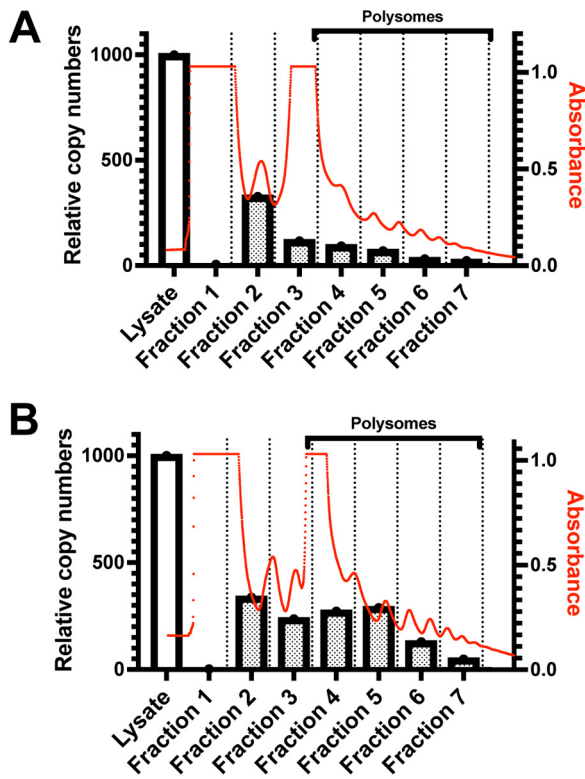 A
Polysomes
Relative copy numbers
1000
500
0
1.0
0.5
0.0
Absorbance
Lysate
Fraction 1
Fraction 2
Fraction 3
Fraction 4
Fraction 5
Fraction 6
Fraction 7
B
Polysomes
Relative copy numbers
1000
500
0
1.0
0.5
0.0
Absorbance
Lysate
Fraction 1
Fraction 2
Fraction 3
Fraction 4
Fraction 5
Fraction 6
Fraction 7